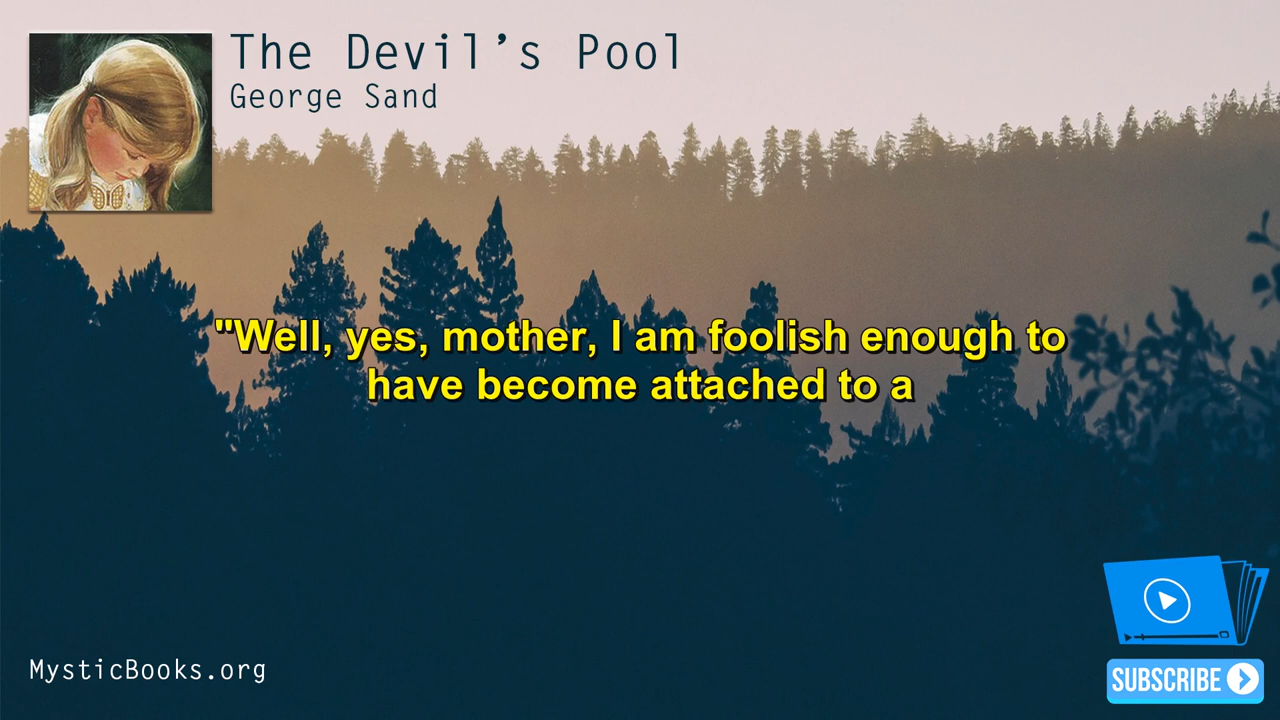 The Devil's Pool
George Sand
"Well, yes, mother, I am foolish enough to
have become attached to a
MysticBooks.org
SUBSCRIBE